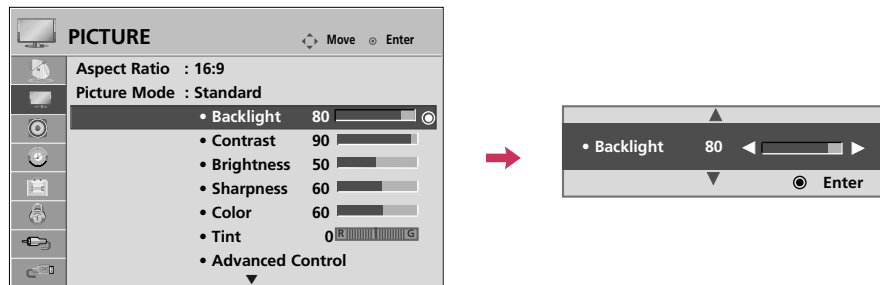 PICTURE
Move Enter
Aspect Ratio : 16:9
Picture Mode : Standard
• Backlight 80
• Contrast 90
• Brightness 50
• Sharpness 60
• Color 60
• Tint 0 R G
• Advanced Control
• Backlight 80
Enter